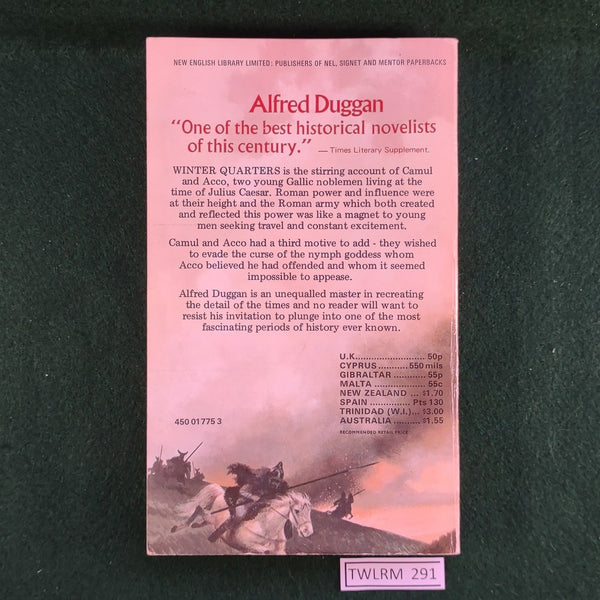 NEW ENGLISH LIBRARY LIMITED: PUBLISHERS OF NEL, SIGNET AND MENTOR PAPERBACKS
Alfred Duggan
"One of the best historical novelists
of this century." — Times Literary Supplement.
WINTER QUARTERS is the stirring account of Camul
and Acco, two young Gallic noblemen living at the
time of Julius Caesar. Roman power and influence were
at their height and the Roman army which both created
and reflected this power was like a magnet to young
men seeking travel and constant excitement.
Camul and Acco had a third motive to add - they wished
to evade the curse of the nymph goddess whom
Acco believed he had offended and whom it seemed
impossible to appease.
Alfred Duggan is an unequalled master in recreating
the detail of the times and no reader will want to
resist his invitation to plunge into one of the most
fascinating periods of history ever known.
U.K.......................... 50p
CYPRUS ........... 550 mils
GIBRALTAR ............ 55p
MALTA ................... 55c
NEW ZEALAND ... $1.70
SPAIN ............... Pts 130
TRINIDAD (W.I.)... $3.00
AUSTRALIA .......... $1.55
RECOMMENDED RETAIL PRICE
450 01775 3
TWLRM 291